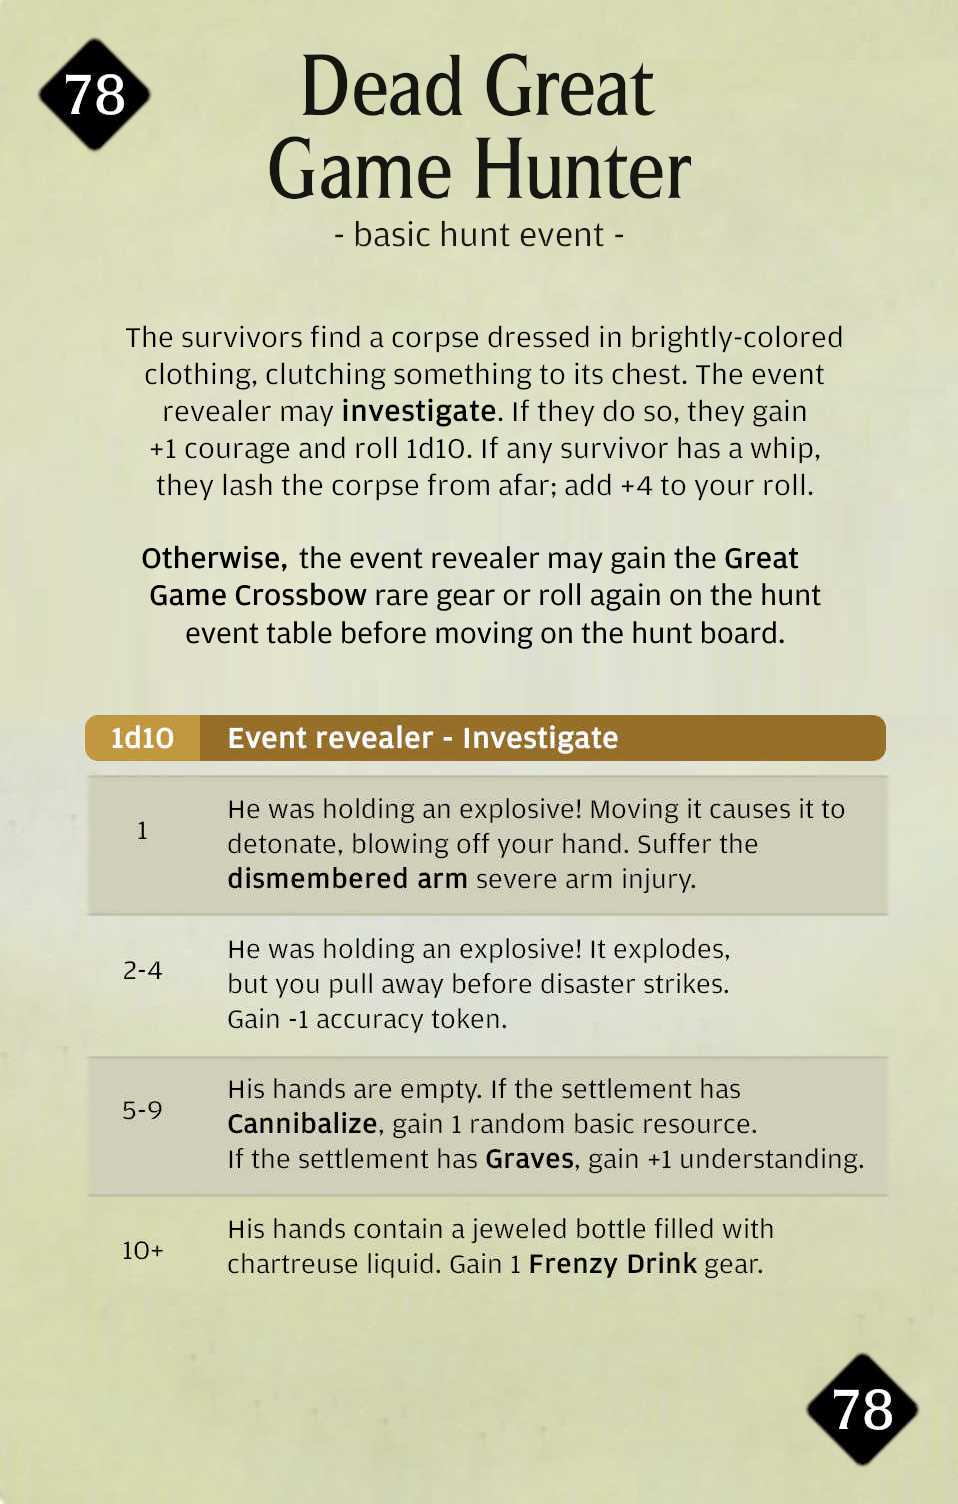 78
Dead Great
Game Hunter
- basic hunt event -
The survivors find a corpse dressed in brightly-colored
clothing, clutching something to its chest. The event
revealer may investigate. If they do so, they gain
+1 courage and roll 1d10. If any survivor has a whip,
they lash the corpse from afar; add +4 to your roll.
Otherwise, the event revealer may gain the Great
Game Crossbow rare gear or roll again on the hunt
event table before moving on the hunt board.
1d10 Event revealer - Investigate
1
He was holding an explosive! Moving it causes it to
detonate, blowing off your hand. Suffer the
dismembered arm severe arm injury.
2-4
He was holding an explosive! It explodes,
but you pull away before disaster strikes.
Gain -1 accuracy token.
5-9
His hands are empty. If the settlement has
Cannibalize, gain 1 random basic resource.
If the settlement has Graves, gain +1 understanding.
10+
His hands contain a jeweled bottle filled with
chartreuse liquid. Gain 1 Frenzy Drink gear.
78